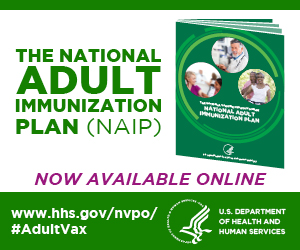 THE NATIONAL
ADULT
IMMUNIZATION
PLAN (NAIP)
NATIONAL ADULT
IMMUNIZATION PLAN
NOW AVAILABLE ONLINE
www.hhs.gov/nvpo/
#AdultVax
U.S. DEPARTMENT
OF HEALTH AND
HUMAN SERVICES